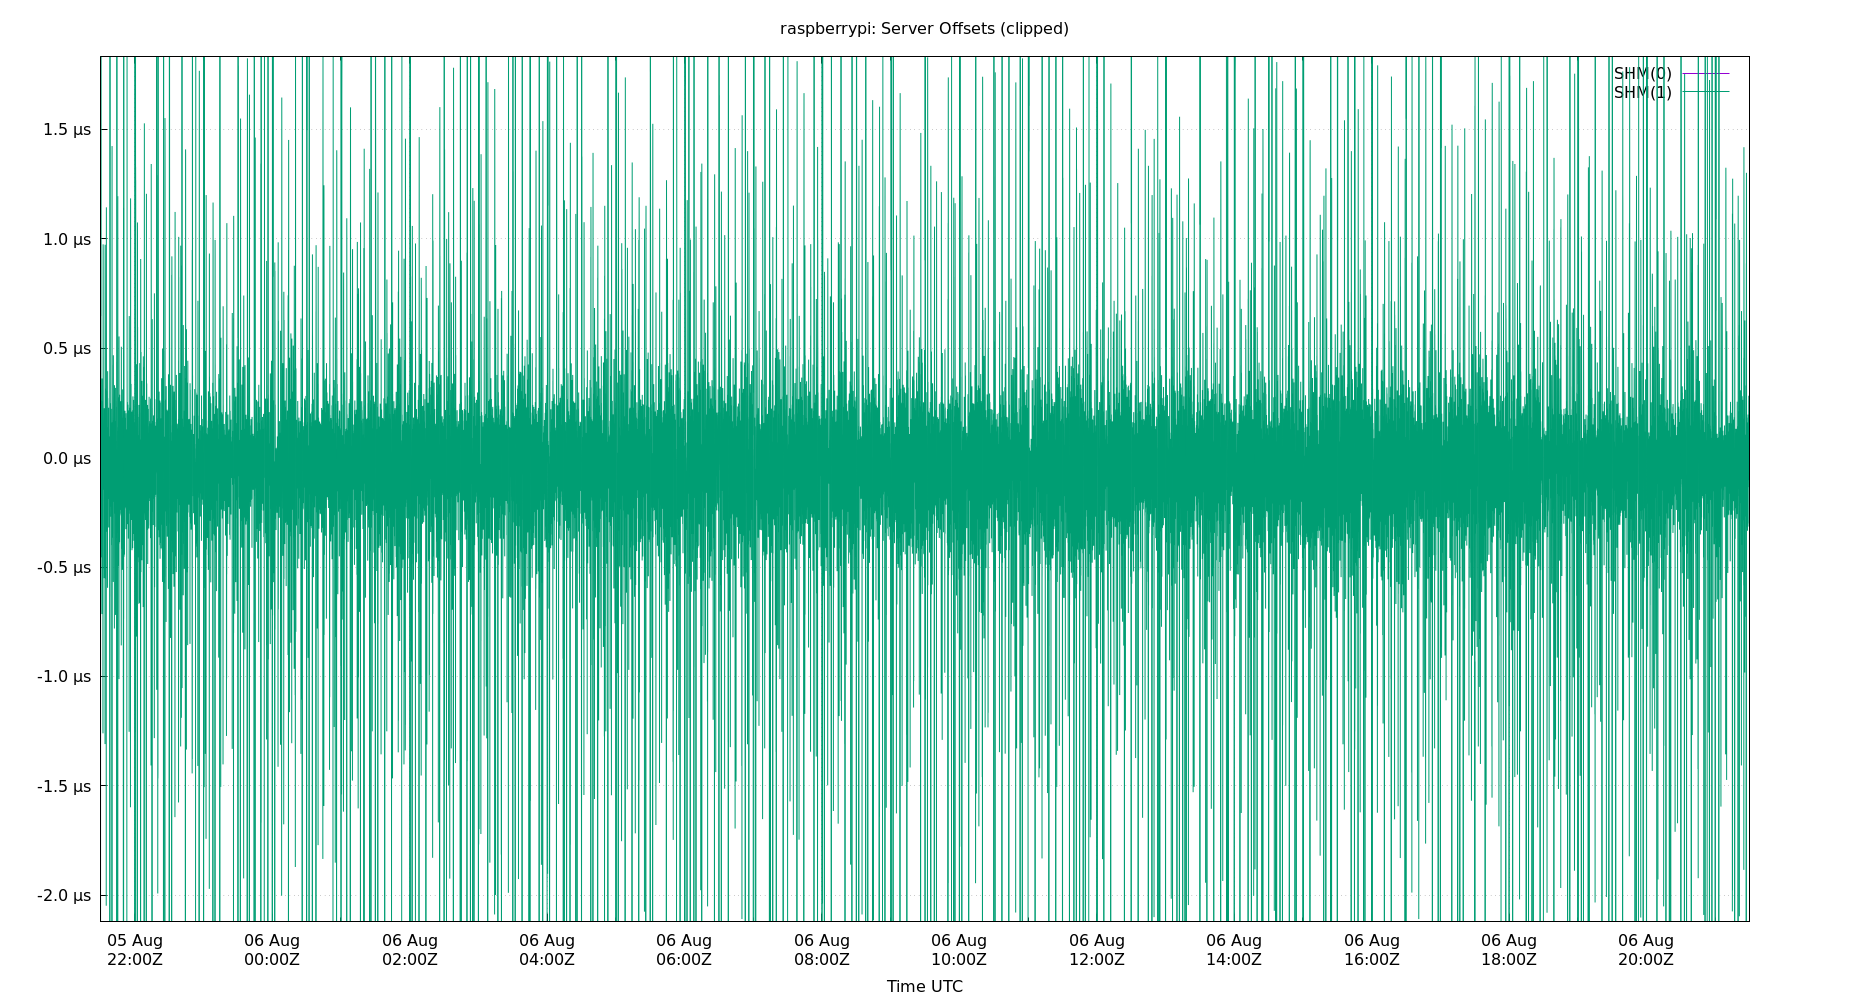 raspberrypi: Server Offsets (clipped)
SHM(0)
SHM(1)
1.5 µs
1.0 µs
0.5 µs
0.0 µs
-0.5 µs
-1.0 µs
-1.5 µs
-2.0 µs
05 Aug 06 Aug 06 Aug 06 Aug 06 Aug 06 Aug 06 Aug 06 Aug 06 Aug 06 Aug 06 Aug 06 Aug
22:00Z 00:00Z 02:00Z 04:00Z 06:00Z 08:00Z 10:00Z 12:00Z 14:00Z 16:00Z 18:00Z 20:00Z
Time UTC